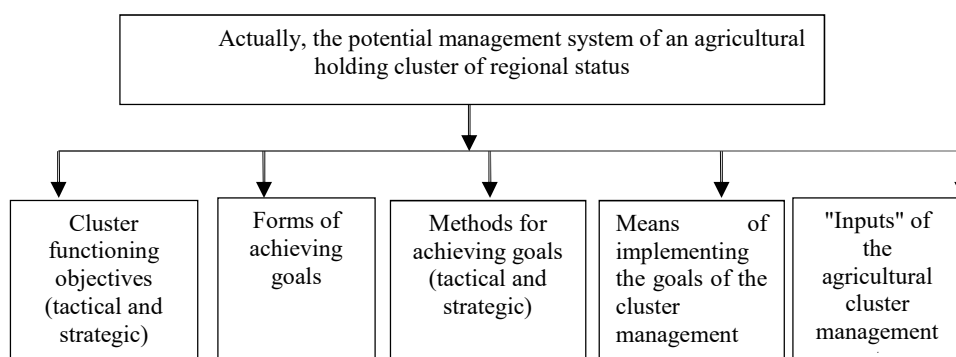 Actually, the potential management system of an agricultural
holding cluster of regional status
Cluster
functioning
objectives
(tactical and
strategic)
Forms of
achieving
goals
Methods for
achieving goals
(tactical and
strategic)
Means of
implementing
the goals of the
cluster
management
"Inputs" of
the
agricultural
cluster
management